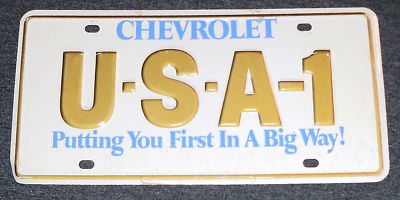 CHEVROLET
U-S-A-1
Putting You First In A Big Way!